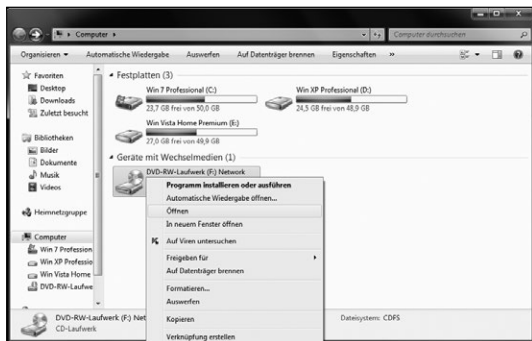 Computer
Computer durchsuchen
Organisieren
Automatische Wiedergabe
Auswerfen
Auf Datenträger brennen
Eigenschaften
»
Favoriten
Desktop
Downloads
Zuletzt besucht
Bibliotheken
Bilder
Dokumente
Musik
Videos
Heimnetzgruppe
Computer
Win 7 Profession
Win XP Professio
Win Vista Home
DVD-RW-Laufwe
Festplatten (3)
Win 7 Professional (C:)
23,7 GB frei von 50,0 GB
Win XP Professional (D:)
24,5 GB frei von 48,9 GB
Win Vista Home Premium (E:)
27,0 GB frei von 49,9 GB
Geräte mit Wechselmedien (1)
DVD-RW-Laufwerk (F:) Network
Programm installieren oder ausführen
Automatische Wiedergabe öffnen...
Öffnen
In neuem Fenster öffnen
Auf Viren untersuchen
Freigeben für
Auf Datenträger brennen
Formatieren...
Auswerfen
Kopieren
Verknüpfung erstellen
DVD-RW-Laufwerk (F:) Net
CD-Laufwerk
Dateisystem: CDFS